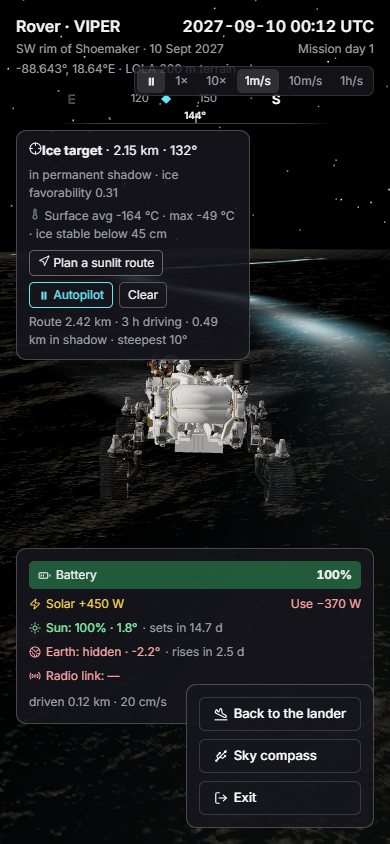 Rover · VIPER
2027-09-10 00:12 UTC
SW rim of Shoemaker · 10 Sept 2027
Mission day 1
-88.643°, 18.64°E · LOLA 200 m terrain
1× 10× 1m/s 10m/s 1h/s
E 120 150 S
144°
Ice target · 2.15 km · 132°
in permanent shadow · ice
favorability 0.31
Surface avg -164 °C · max -49 °C
· ice stable below 45 cm
Plan a sunlit route
Autopilot
Clear
Route 2.42 km · 3 h driving · 0.49
km in shadow · steepest 10°
Battery 100%
Solar +450 W
Use −370 W
Sun: 100% · 1.8° · sets in 14.7 d
Earth: hidden · -2.2° · rises in 2.5 d
Radio link: —
driven 0.12 km · 20 cm/s
Back to the lander
Sky compass
Exit